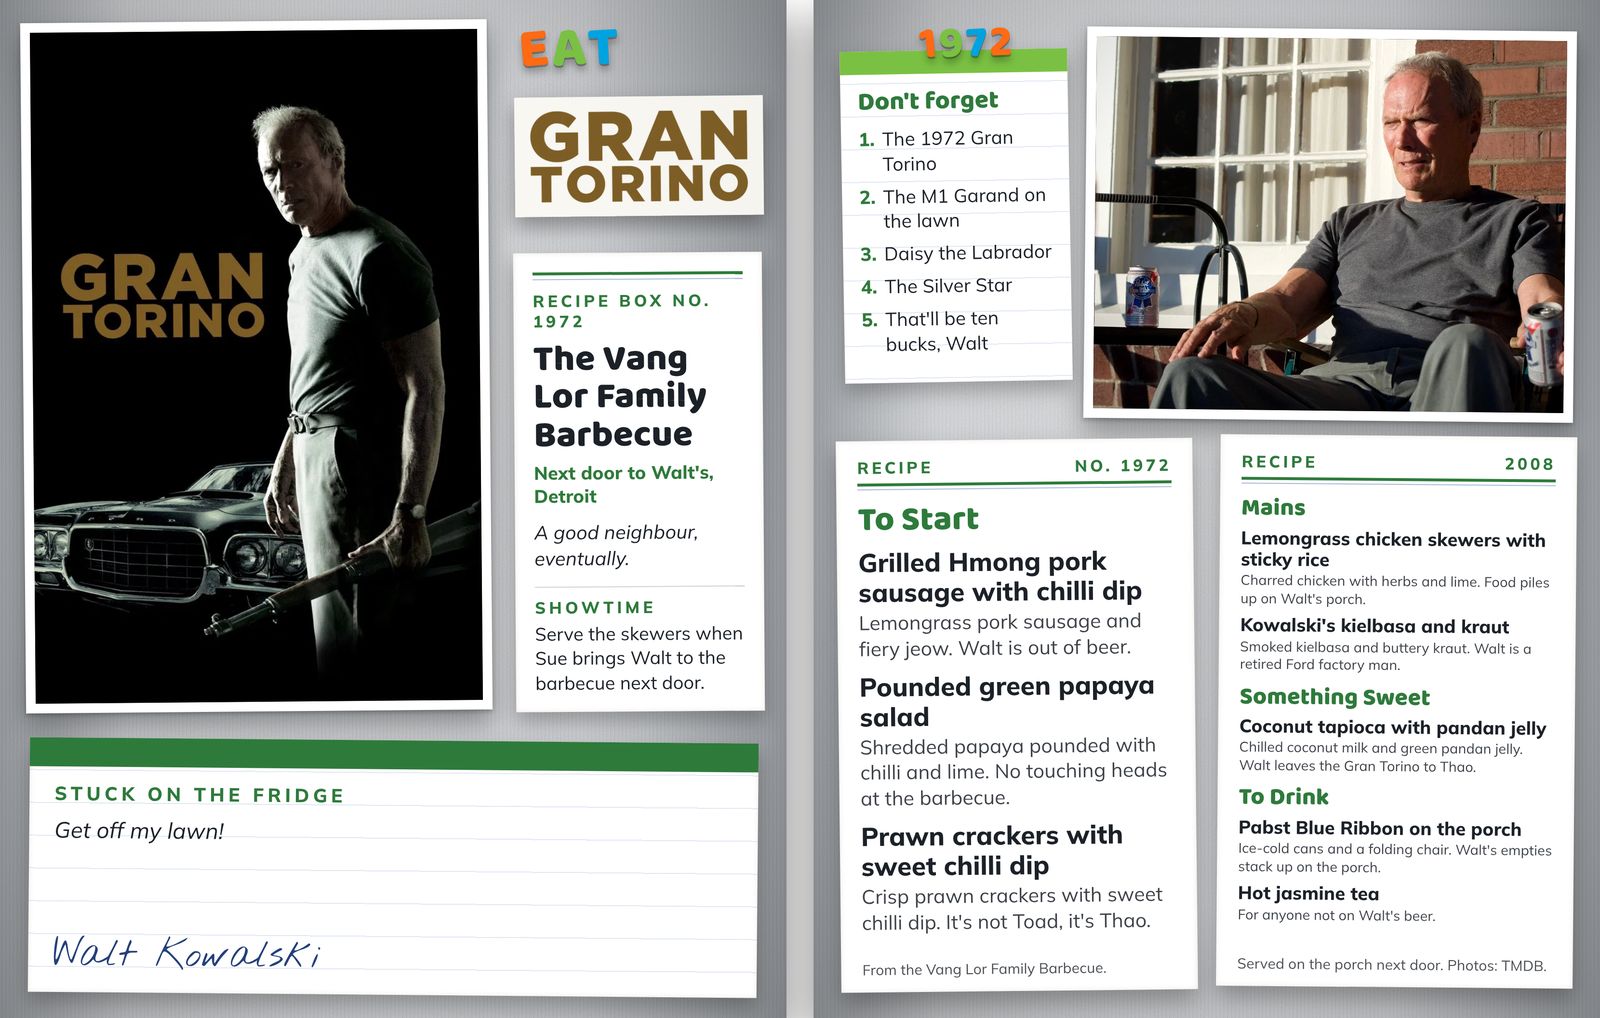 GRAN
TORINO
EAT
GRAN
TORINO
RECIPE BOX NO.
1972
The Vang
Lor Family
Barbecue
Next door to Walt's,
Detroit
A good neighbour,
eventually.
SHOWTIME
Serve the skewers when
Sue brings Walt to the
barbecue next door.
STUCK ON THE FRIDGE
Get off my lawn!
Walt Kowalski
1972
Don't forget
1. The 1972 Gran
Torino
2. The M1 Garand on
the lawn
3. Daisy the Labrador
4. The Silver Star
5. That'll be ten
bucks, Walt
RECIPE NO. 1972
To Start
Grilled Hmong pork
sausage with chilli dip
Lemongrass pork sausage and
fiery jeow. Walt is out of beer.
Pounded green papaya
salad
Shredded papaya pounded with
chilli and lime. No touching heads
at the barbecue.
Prawn crackers with
sweet chilli dip
Crisp prawn crackers with sweet
chilli dip. It's not Toad, it's Thao.
From the Vang Lor Family Barbecue.
RECIPE 2008
Mains
Lemongrass chicken skewers with
sticky rice
Charred chicken with herbs and lime. Food piles
up on Walt's porch.
Kowalski's kielbasa and kraut
Smoked kielbasa and buttery kraut. Walt is a
retired Ford factory man.
Something Sweet
Coconut tapioca with pandan jelly
Chilled coconut milk and green pandan jelly.
Walt leaves the Gran Torino to Thao.
To Drink
Pabst Blue Ribbon on the porch
Ice-cold cans and a folding chair. Walt's empties
stack up on the porch.
Hot jasmine tea
For anyone not on Walt's beer.
Served on the porch next door. Photos: TMDB.